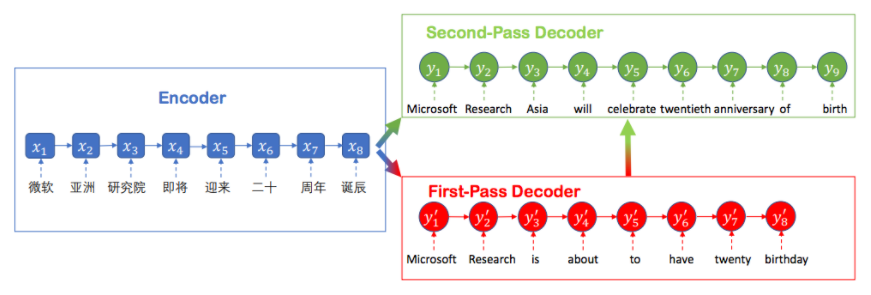 Second-Pass Decoder
y₁ y₂ y₃ y₄ y₅ y₆ y₇ y₈ y₉
Microsoft Research Asia will celebrate twentieth anniversary of birth
Encoder
x₁ x₂ x₃ x₄ x₅ x₆ x₇ x₈
微软 亚洲 研究院 即将 迎来 二十 周年 诞辰
First-Pass Decoder
y′₁ y′₂ y′₃ y′₄ y′₅ y′₆ y′₇ y′₈
Microsoft Research is about to have twenty birthday